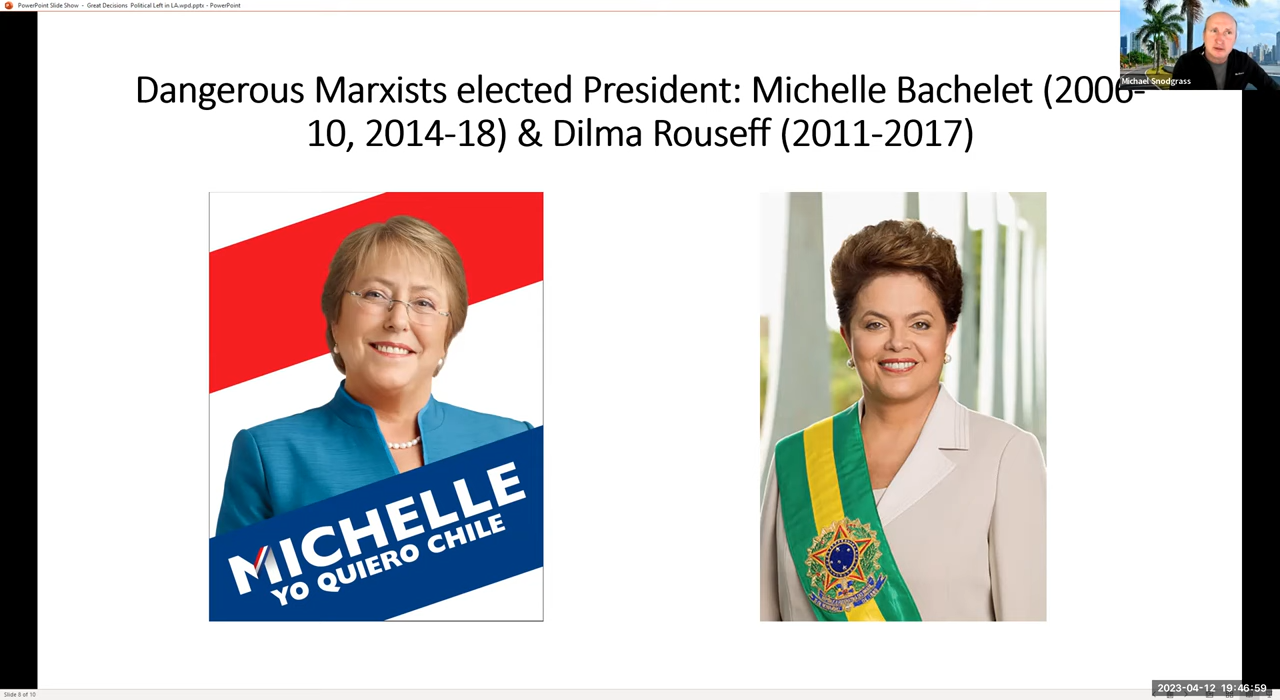 PowerPoint Slide Show - Great Decisions Political Left in LA.wpd.pptx - PowerPoint
Michael Snodgrass
Dangerous Marxists elected President: Michelle Bachelet (2006-
10, 2014-18) & Dilma Rouseff (2011-2017)
MICHELLE
YO QUIERO CHILE
Slide 8 of 10
2023-04-12 19:46:59